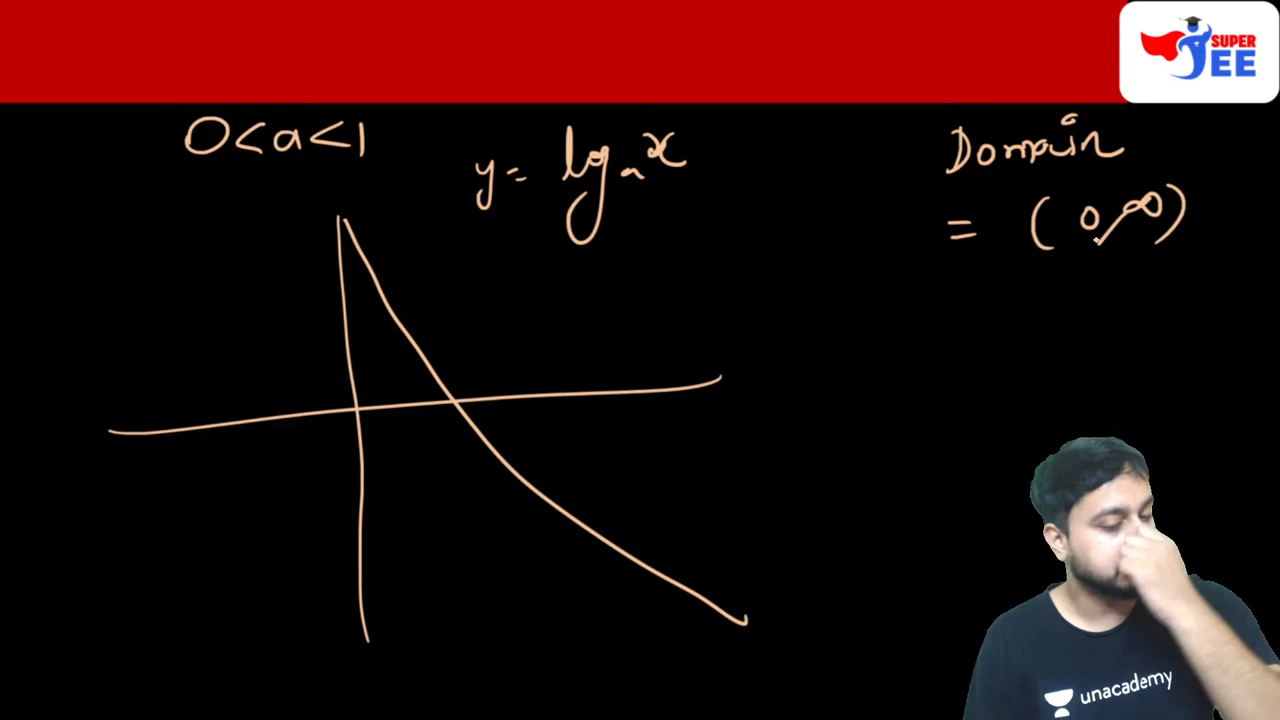 SUPER
JEE
0<a<1
y = logₐx
Domain
= (0,∞)
unacademy